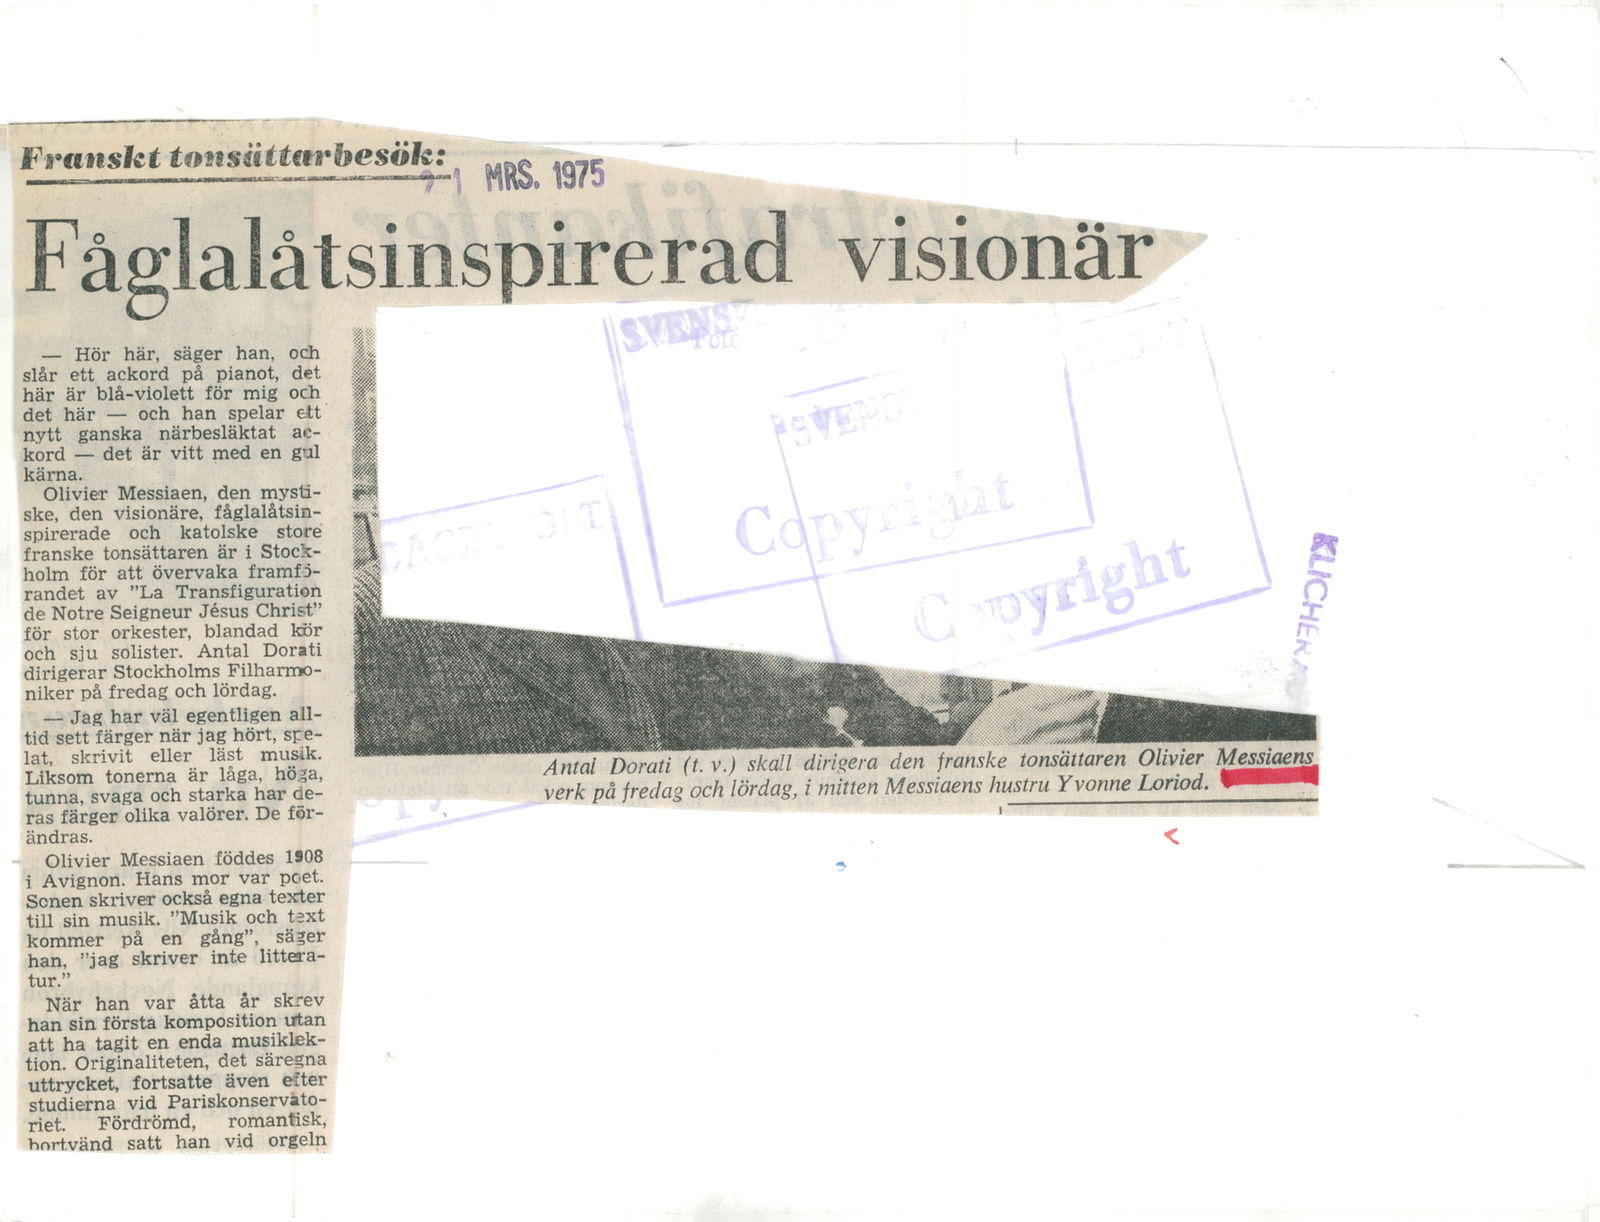 Franskt tonsättarbesök:
1 MRS. 1975
Fåglalåtsinspirerad visionär
— Hör här, säger han, och
slår ett ackord på pianot, det
här är blå-violett för mig och
det här — och han spelar ett
nytt ganska närbesläktat ac-
kord — det är vitt med en gul
kärna.
Olivier Messiaen, den mysti-
ske, den visionäre, fåglalåtsin-
spirerade och katolske store
franske tonsättaren är i Stock-
holm för att övervaka framfö-
randet av "La Transfiguration
de Notre Seigneur Jésus Christ"
för stor orkester, blandad kör
och sju solister. Antal Dorati
dirigerar Stockholms Filharmo-
niker på fredag och lördag.
— Jag har väl egentligen all-
tid sett färger när jag hört, spe-
lat, skrivit eller läst musik.
Liksom tonerna är låga, höga,
tunna, svaga och starka har de-
ras färger olika valörer. De för-
ändras.
Olivier Messiaen föddes 1908
i Avignon. Hans mor var poet.
Sonen skriver också egna texter
till sin musik. "Musik och text
kommer på en gång", säger
han, "jag skriver inte littera-
tur."
När han var åtta år skrev
han sin första komposition utan
att ha tagit en enda musiklek-
tion. Originaliteten, det säregna
uttrycket, fortsatte även efter
studierna vid Pariskonservato-
riet. Fördrömd, romantisk,
bortvänd satt han vid orgeln
SVENSK
Foto
SVENS
Copyright
Copyright
KLICHER
Antal Dorati (t. v.) skall dirigera den franske tonsättaren Olivier Messiaens
verk på fredag och lördag, i mitten Messiaens hustru Yvonne Loriod.